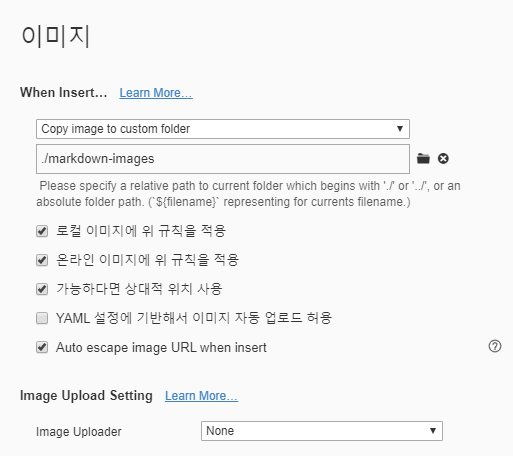 이미지
When Insert... Learn More...
Copy image to custom folder
./markdown-images
Please specify a relative path to current folder which begins with './' or '../', or an
absolute folder path. (`${filename}` representing for currents filename.)
로컬 이미지에 위 규칙을 적용
온라인 이미지에 위 규칙을 적용
가능하다면 상대적 위치 사용
YAML 설정에 기반해서 이미지 자동 업로드 허용
Auto escape image URL when insert
Image Upload Setting Learn More...
Image Uploader None